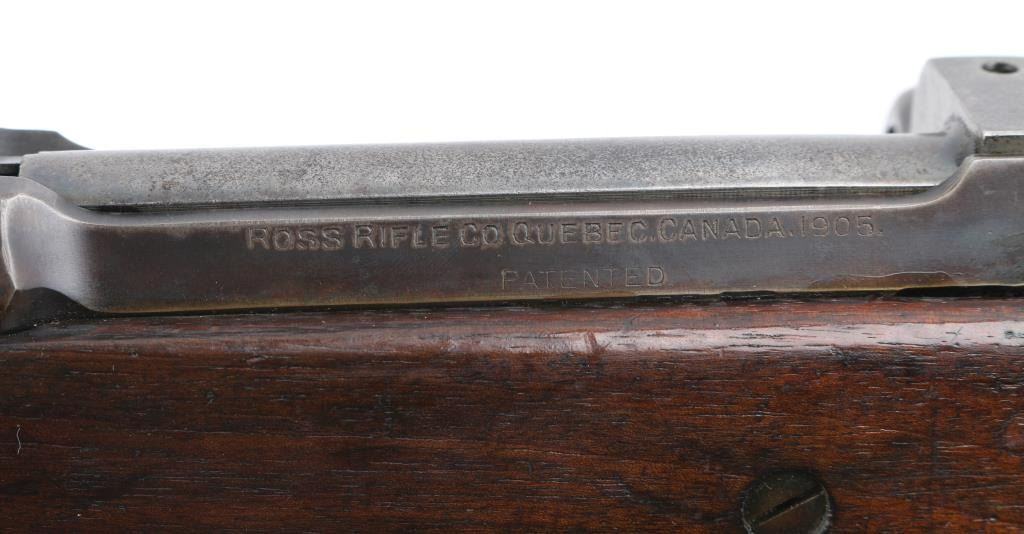 ROSS RIFLE CO. QUEBEC. CANADA. 1905.
PATENTED